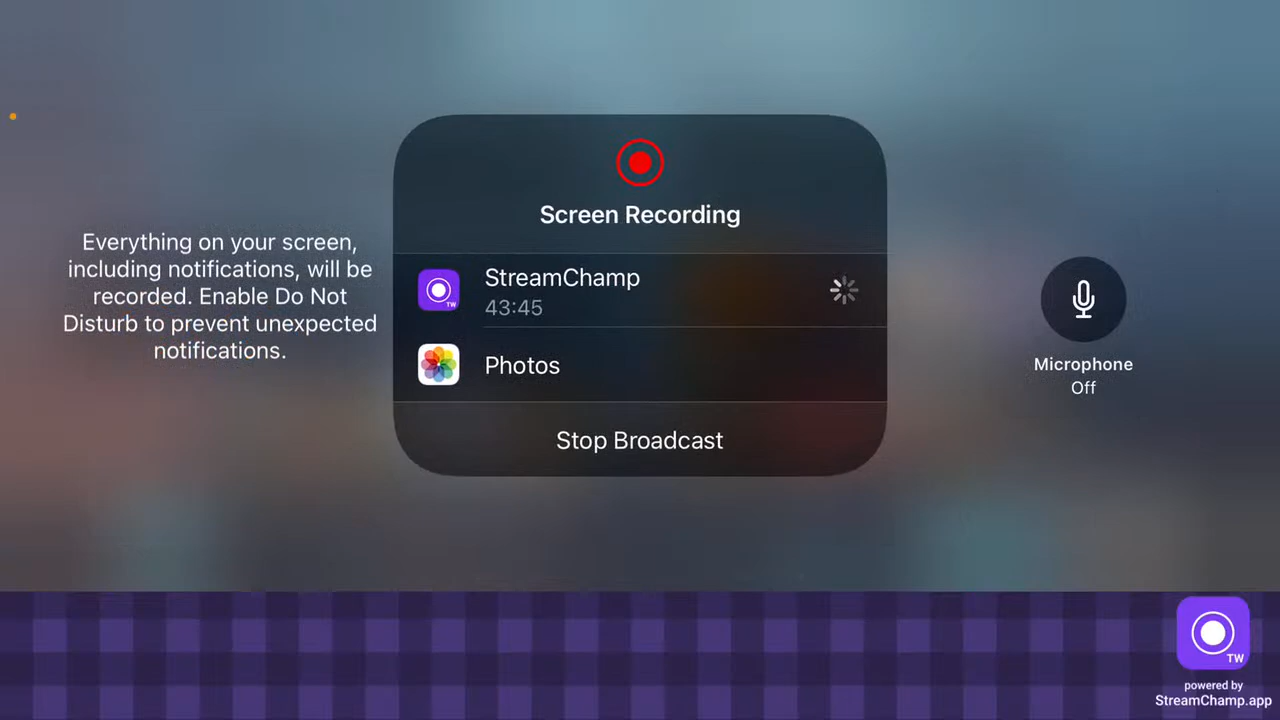 Everything on your screen,
including notifications, will be
recorded. Enable Do Not
Disturb to prevent unexpected
notifications.
Screen Recording
StreamChamp
43:45
TW
Photos
Stop Broadcast
Microphone
Off
TW
powered by
StreamChamp.app